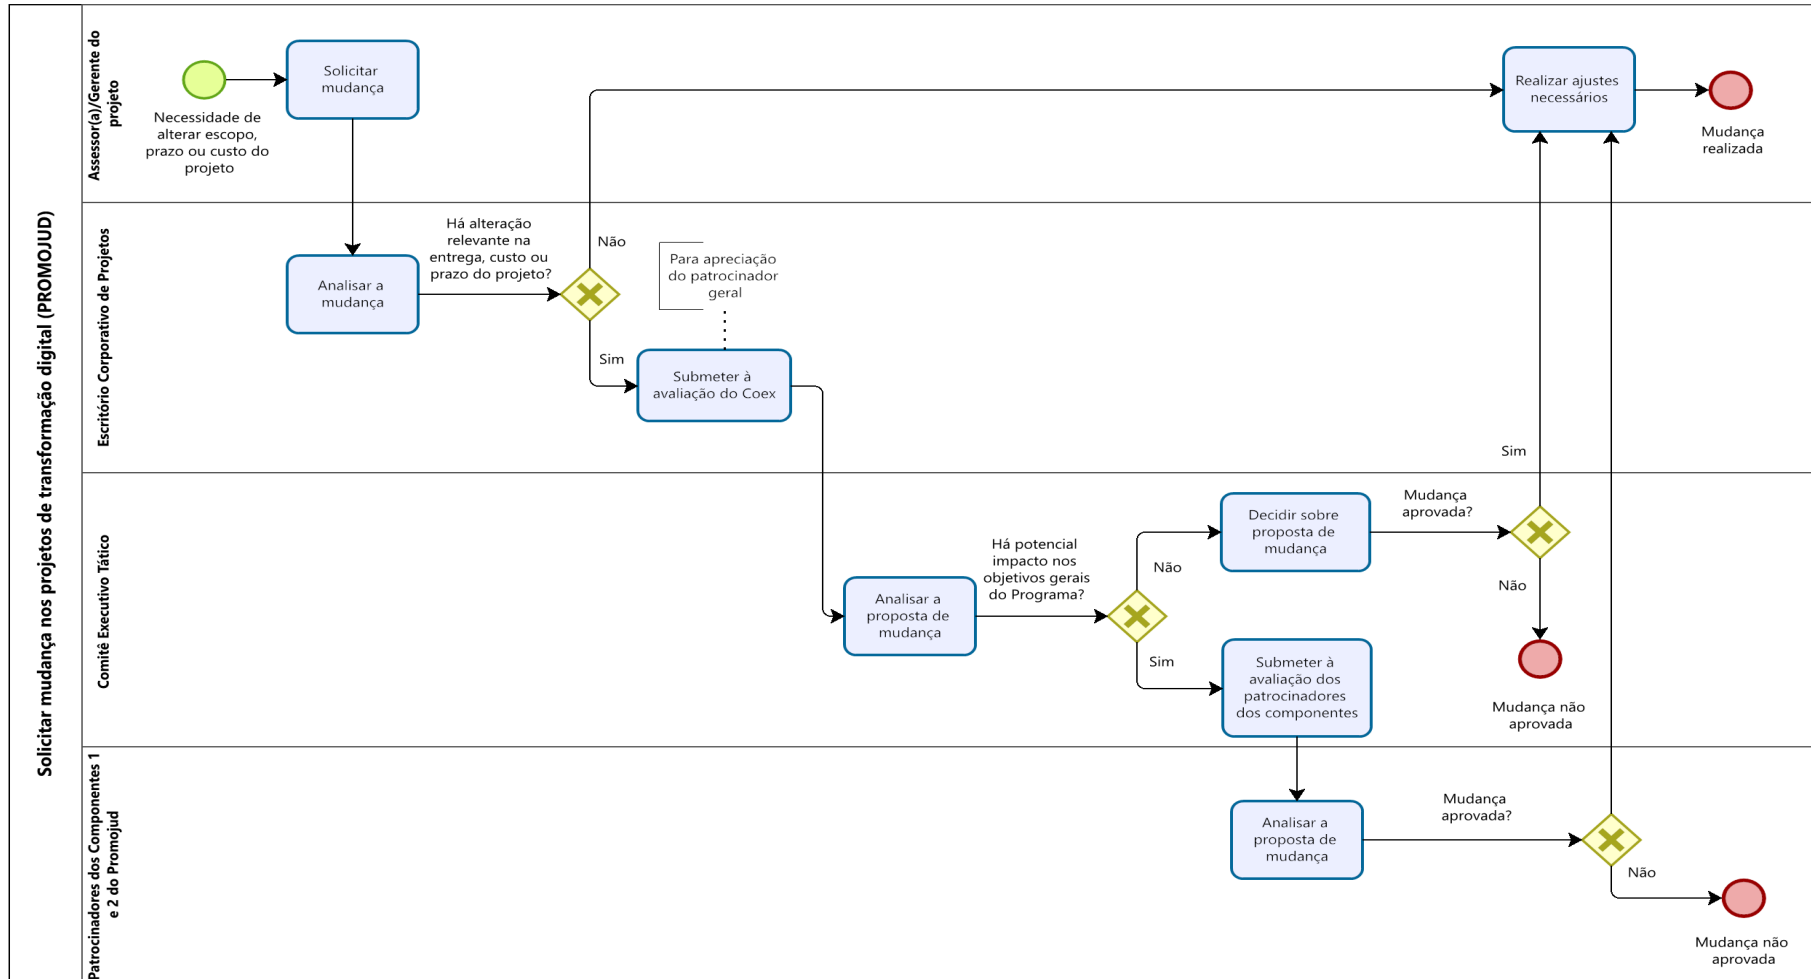 Solicitar mudança nos projetos de transformação digital (PROMOJUD)
Assessor(a)/Gerente do
projeto
Necessidade de
alterar escopo,
prazo ou custo do
projeto
Solicitar
mudança
Realizar ajustes
necessários
Mudança
realizada
Escritório Corporativo de Projetos
Analisar a
mudança
Há alteração
relevante na
entrega, custo ou
prazo do projeto?
Não
Sim
Para apreciação
do patrocinador
geral
Submeter à
avaliação do Coex
Sim
Comitê Executivo Tático
Analisar a
proposta de
mudança
Há potencial
impacto nos
objetivos gerais
do Programa?
Não
Sim
Decidir sobre
proposta de
mudança
Mudança
aprovada?
Não
Mudança não
aprovada
Submeter à
avaliação dos
patrocinadores
dos componentes
Patrocinadores dos Componentes 1
e 2 do Promojud
Analisar a
proposta de
mudança
Mudança
aprovada?
Não
Mudança não
aprovada